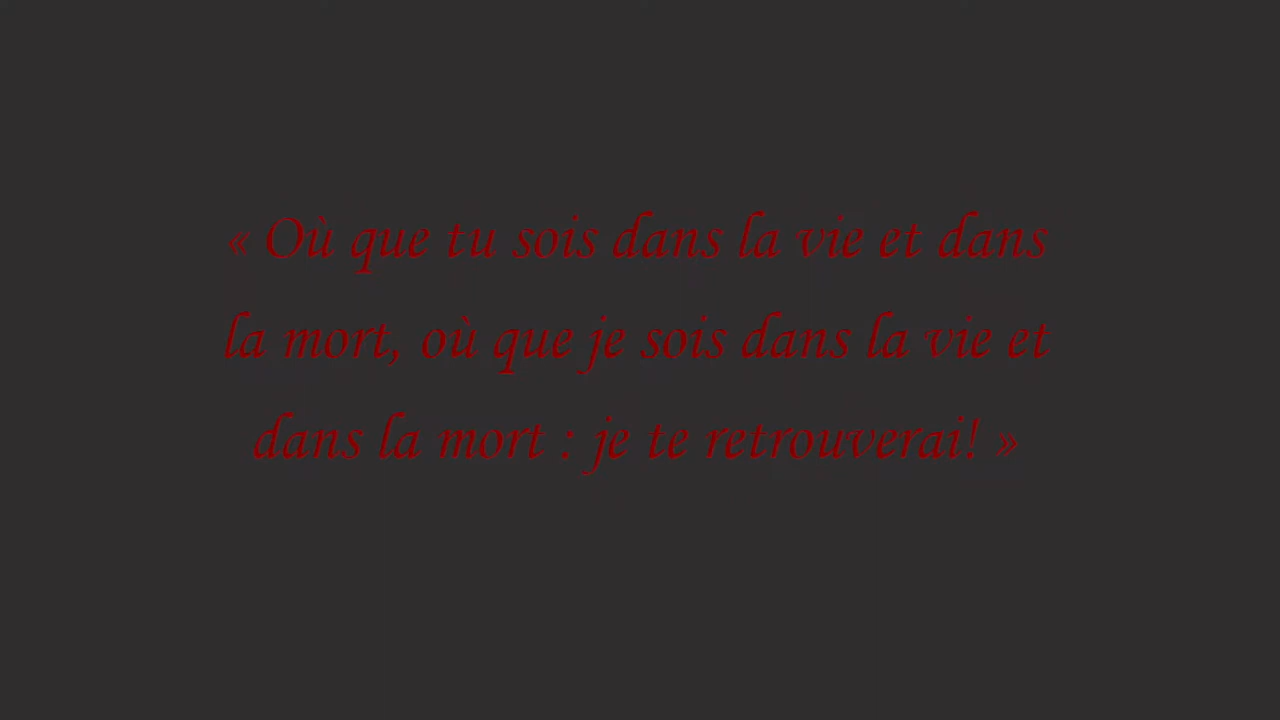 « Où que tu sois dans la vie et dans
la mort, où que je sois dans la vie et
dans la mort : je te retrouverai! »